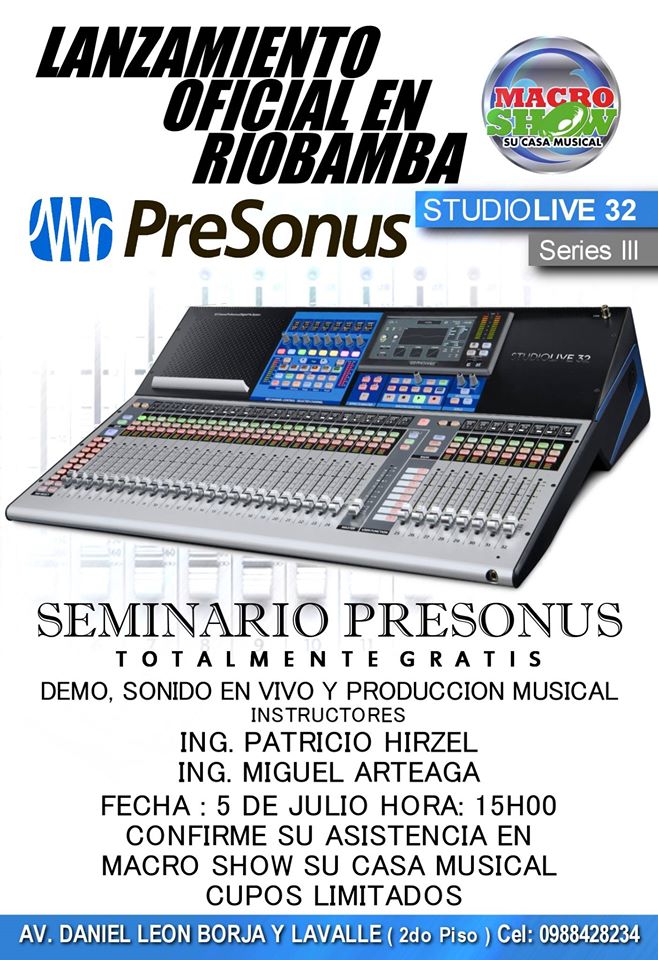 LANZAMIENTO
OFICIAL EN
RIOBAMBA
MACRO
SHOW
SU CASA MUSICAL
PreSonus
STUDIOLIVE 32
Series III
STUDIOLIVE 32
SEMINARIO PRESONUS
TOTALMENTE GRATIS
DEMO, SONIDO EN VIVO Y PRODUCCION MUSICAL
INSTRUCTORES
ING. PATRICIO HIRZEL
ING. MIGUEL ARTEAGA
FECHA : 5 DE JULIO HORA: 15H00
CONFIRME SU ASISTENCIA EN
MACRO SHOW SU CASA MUSICAL
CUPOS LIMITADOS
AV. DANIEL LEON BORJA Y LAVALLE ( 2do Piso ) Cel: 0988428234